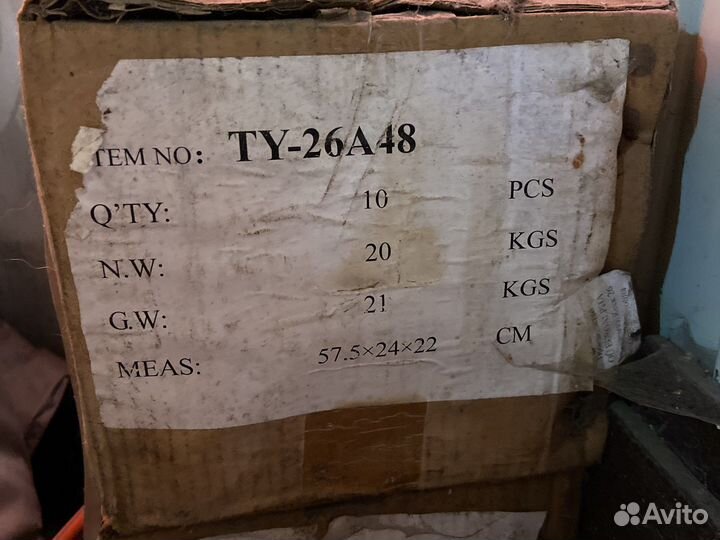 TEM NO: TY-26A48
Q'TY: 10 PCS
N.W: 20 KGS
G.W: 21 KGS
MEAS: 57.5×24×22 CM
Avito